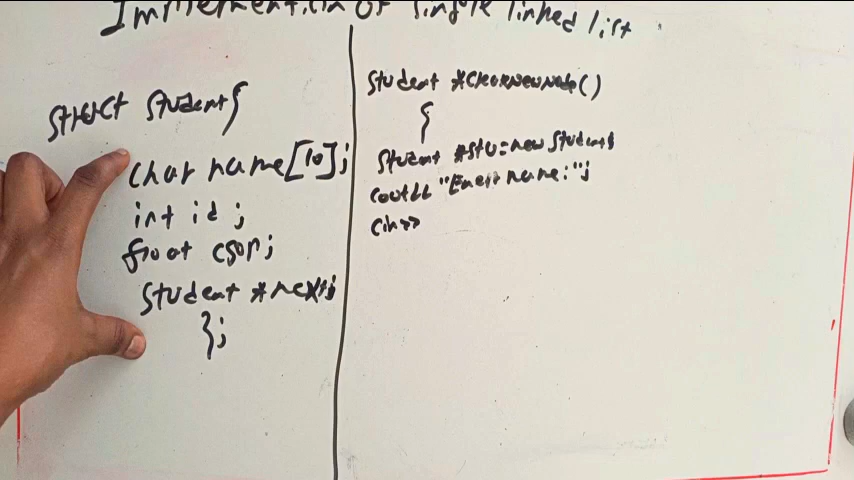 Implementation of single linked list
struct student{
char name[10];
int id;
float cgpa;
student *next;
};
student *
{
student *stu=new student;
cout<< "Enter name:";
cin>>